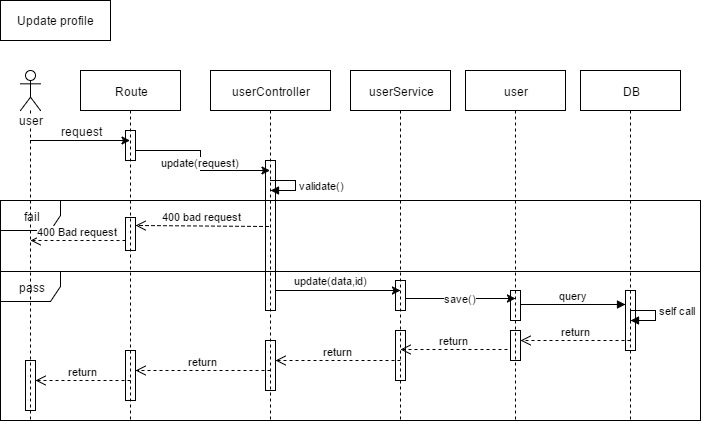 Update profile
user
Route
userController
userService
user
DB
request
update(request)
validate()
fail
400 bad request
400 Bad request
pass
update(data,id)
save()
query
self call
return
return
return
return
return